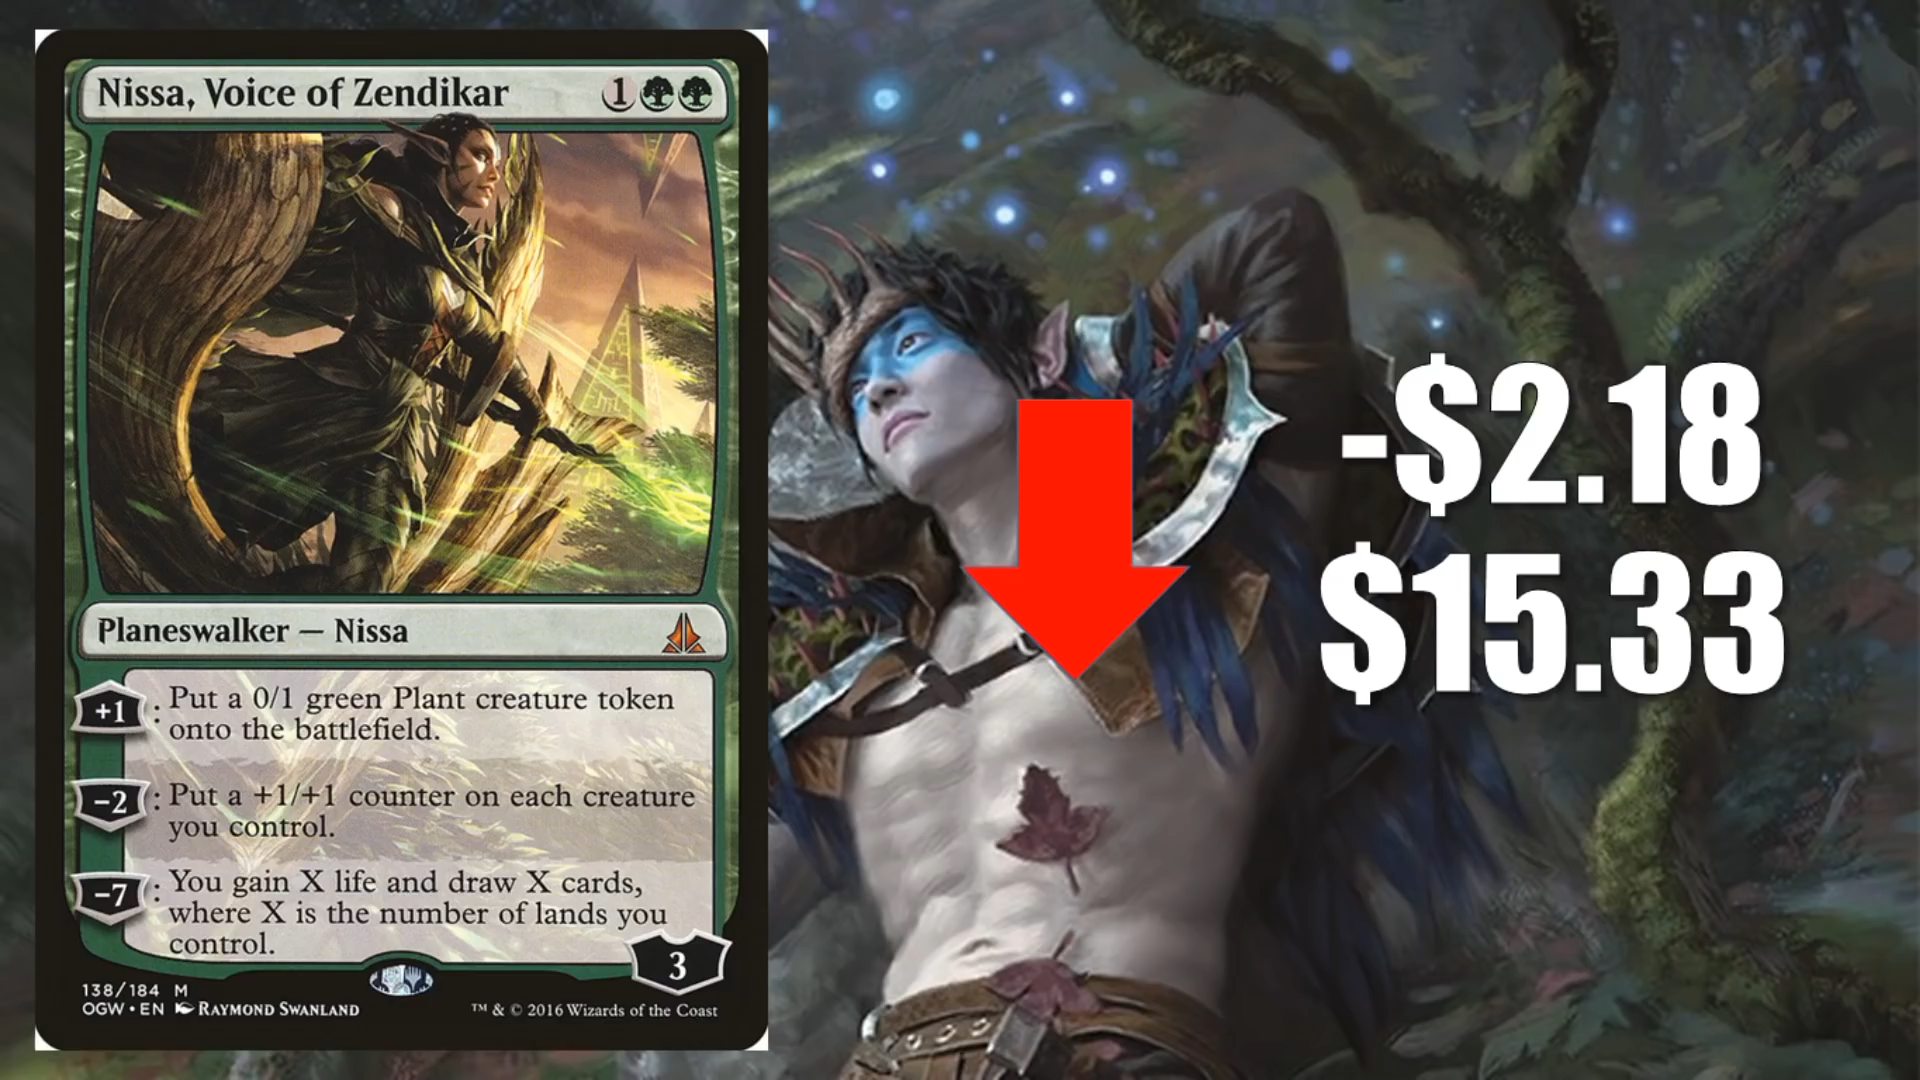 Nissa, Voice of Zendikar 1
Planeswalker — Nissa
+1: Put a 0/1 green Plant creature token
onto the battlefield.
−2: Put a +1/+1 counter on each creature
you control.
−7: You gain X life and draw X cards,
where X is the number of lands you
control.
3
138/184 M
OGW • EN Raymond Swanland
™ & © 2016 Wizards of the Coast
-$2.18
$15.33